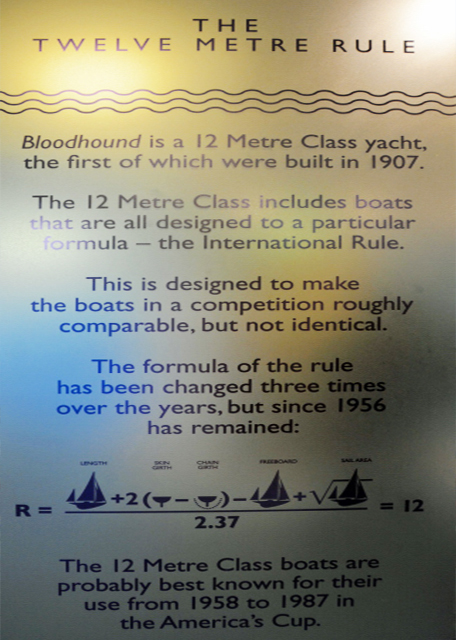 THE
TWELVE METRE RULE
Bloodhound is a 12 Metre Class yacht,
the first of which were built in 1907.
The 12 Metre Class includes boats
that are all designed to a particular
formula – the International Rule.
This is designed to make
the boats in a competition roughly
comparable, but not identical.
The formula of the rule
has been changed three times
over the years, but since 1956
has remained:
LENGTH SKIN GIRTH CHAIN GIRTH FREEBOARD SAIL AREA
R = +2 ( – ) – + √ = 12
2.37
The 12 Metre Class boats are
probably best known for their
use from 1958 to 1987 in
the America's Cup.